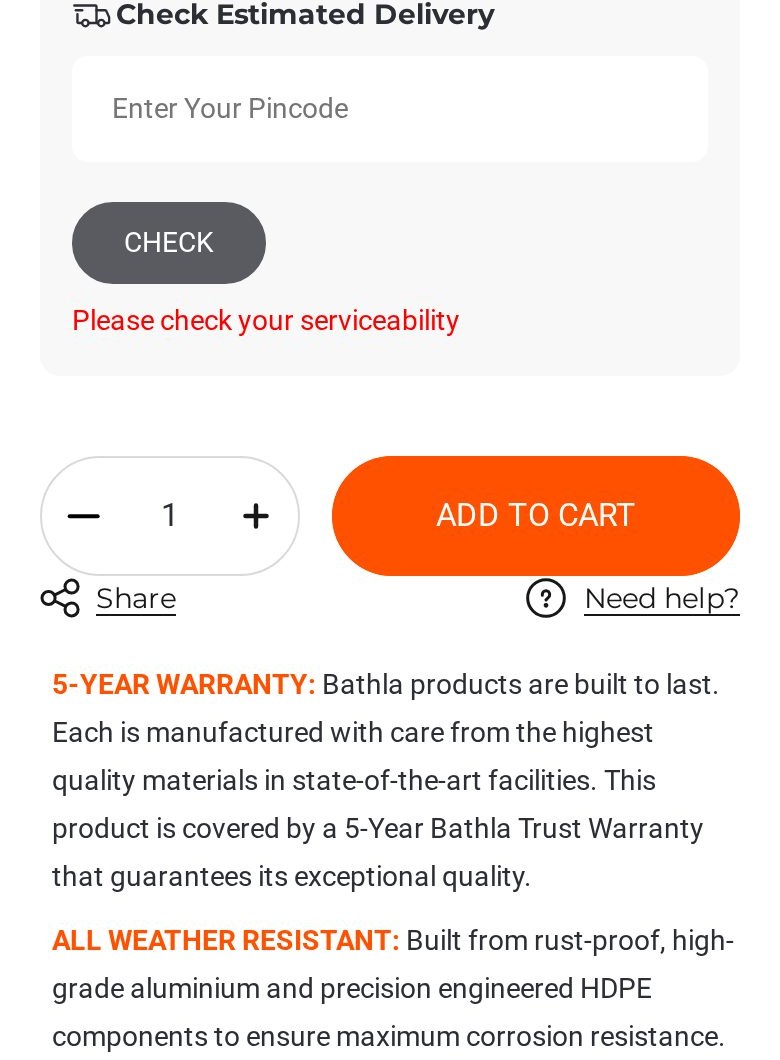 Check Estimated Delivery
Enter Your Pincode
CHECK
Please check your serviceability
1
ADD TO CART
Share
Need help?
5-YEAR WARRANTY: Bathla products are built to last.
Each is manufactured with care from the highest
quality materials in state-of-the-art facilities. This
product is covered by a 5-Year Bathla Trust Warranty
that guarantees its exceptional quality.
ALL WEATHER RESISTANT: Built from rust-proof, high-
grade aluminium and precision engineered HDPE
components to ensure maximum corrosion resistance.